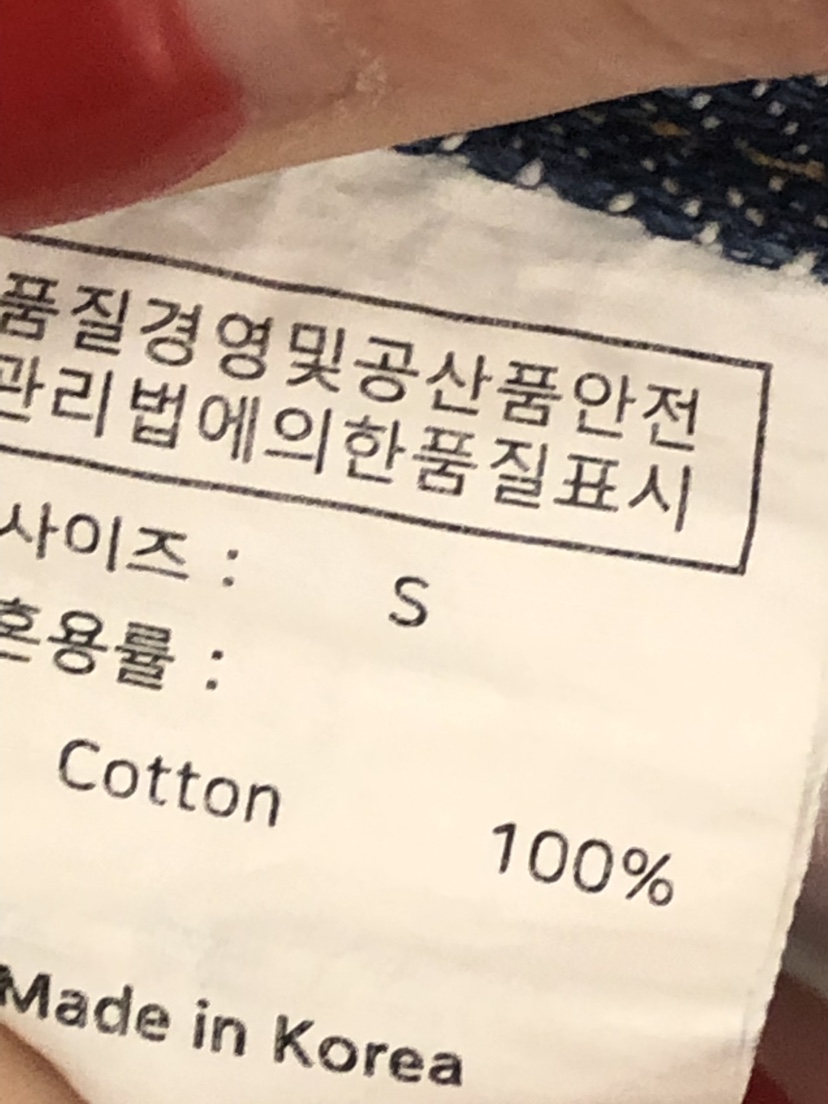 품질경영및공산품안전
관리법에의한품질표시
사이즈 : S
혼용률 :
Cotton 100%
Made in Korea